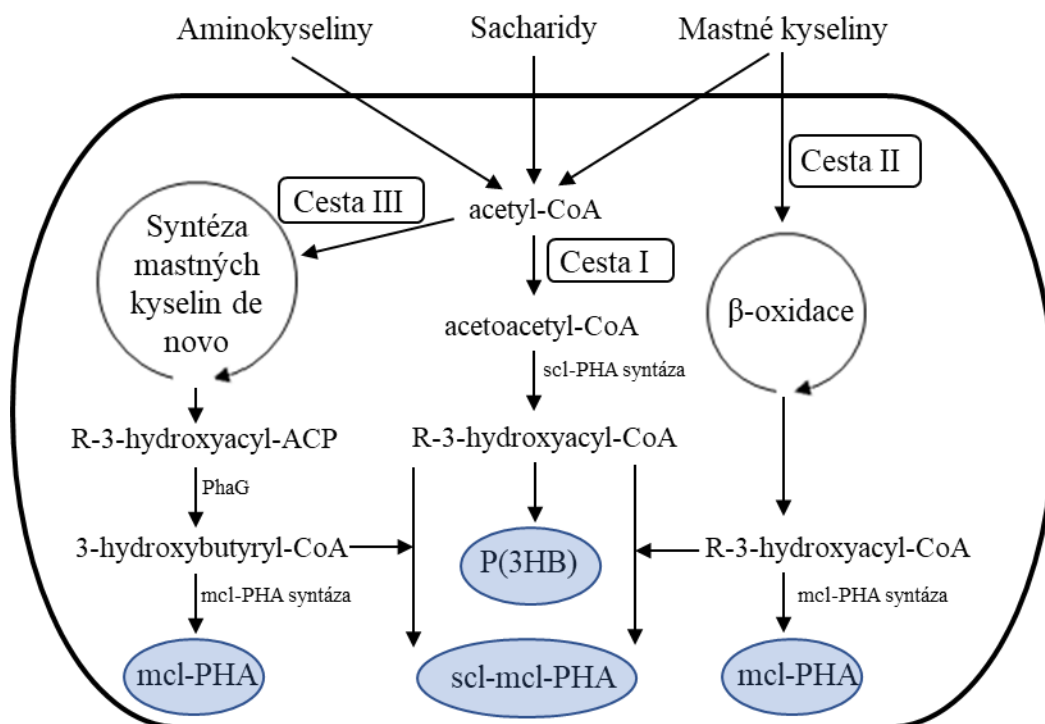 Aminokyseliny
Sacharidy
Mastné kyseliny
Cesta II
Cesta III
acetyl-CoA
Syntéza
mastných
kyselin de
novo
Cesta I
β-oxidace
acetoacetyl-CoA
scl-PHA syntáza
R-3-hydroxyacyl-ACP
R-3-hydroxyacyl-CoA
PhaG
3-hydroxybutyryl-CoA
P(3HB)
R-3-hydroxyacyl-CoA
mcl-PHA syntáza
mcl-PHA syntáza
mcl-PHA
scl-mcl-PHA
mcl-PHA